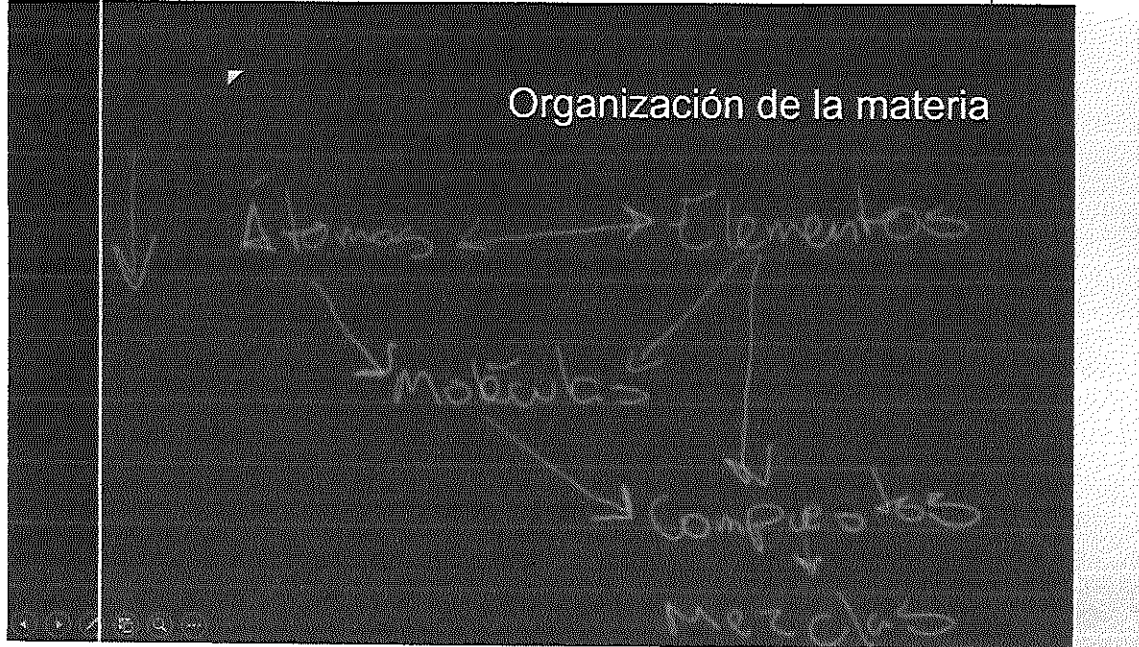 Organización de la materia
Átomos Elementos
Moléculas
Compuestos
Mezclas